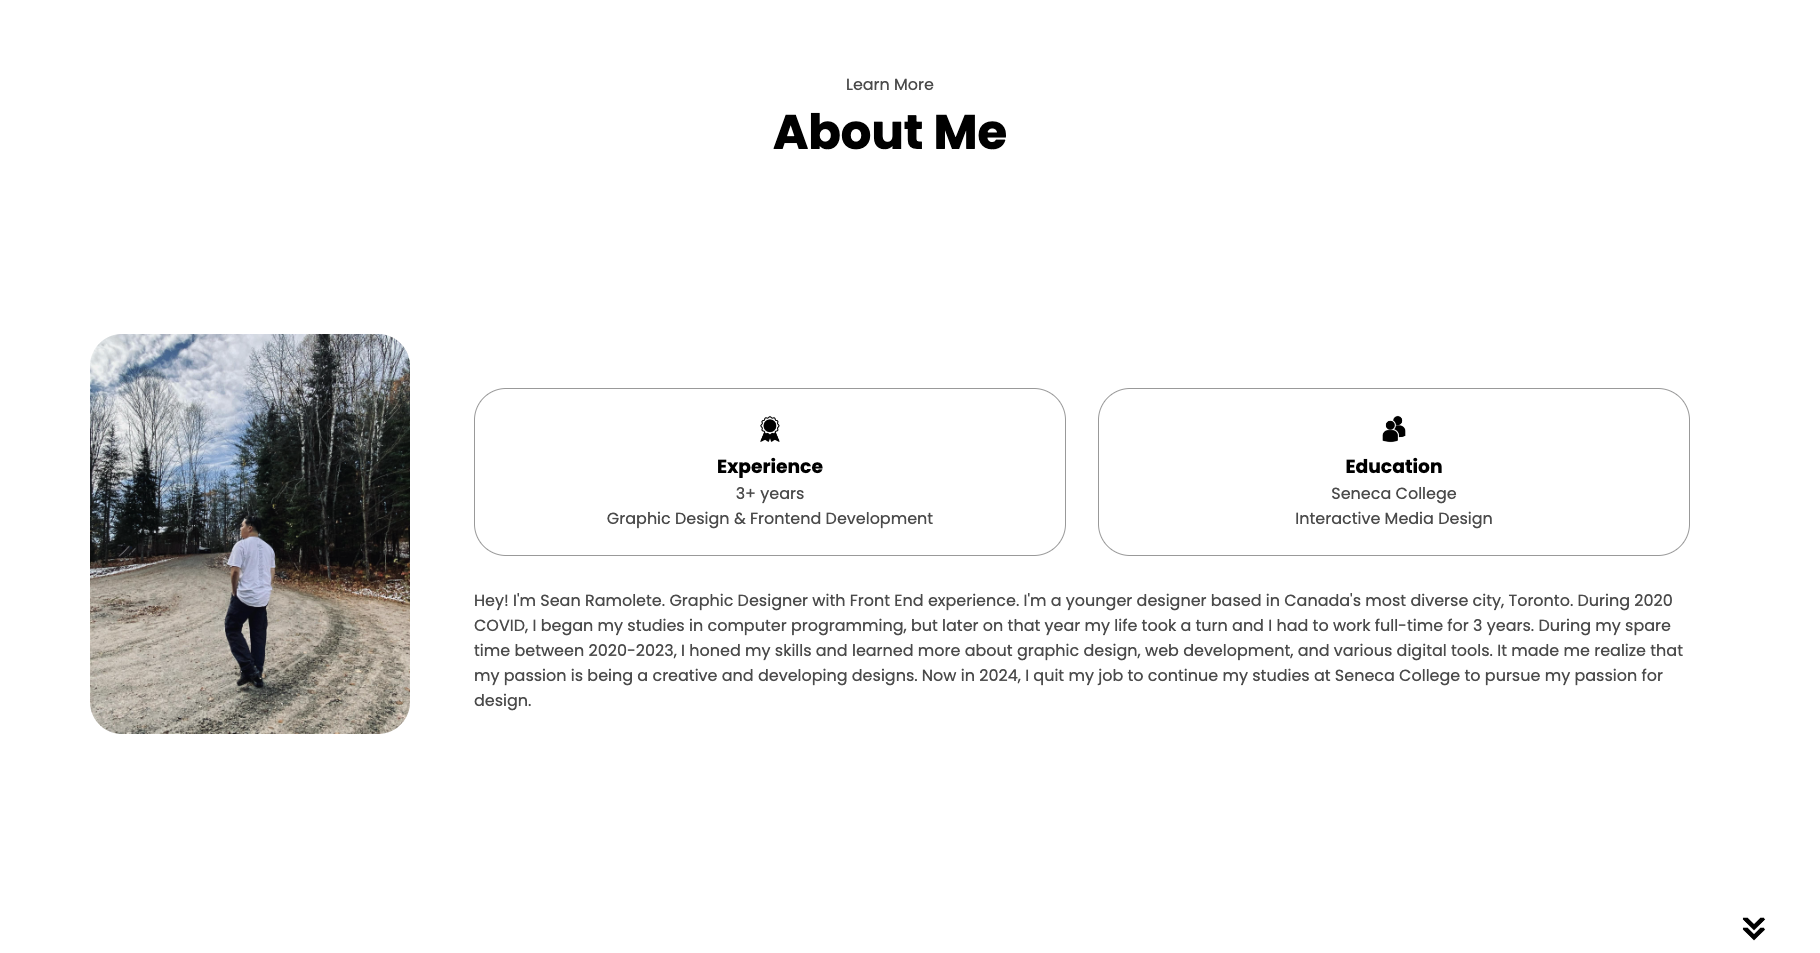 Learn More
About Me
Experience
3+ years
Graphic Design & Frontend Development
Education
Seneca College
Interactive Media Design
Hey! I'm Sean Ramolete. Graphic Designer with Front End experience. I'm a younger designer based in Canada's most diverse city, Toronto. During 2020
COVID, I began my studies in computer programming, but later on that year my life took a turn and I had to work full-time for 3 years. During my spare
time between 2020-2023, I honed my skills and learned more about graphic design, web development, and various digital tools. It made me realize that
my passion is being a creative and developing designs. Now in 2024, I quit my job to continue my studies at Seneca College to pursue my passion for
design.